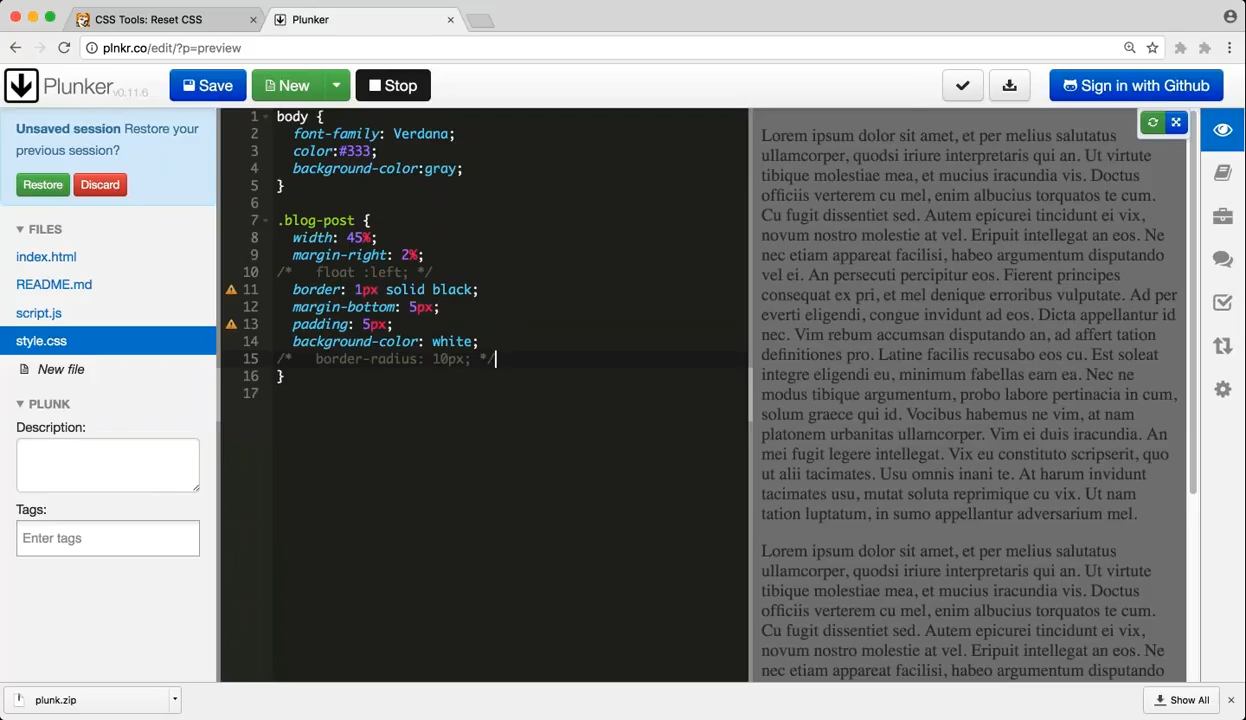 CSS Tools: Reset CSS
Plunker
plnkr.co/edit/?p=preview
Plunker v0.11.6
Save
New
Stop
Sign in with Github
Unsaved session Restore your
previous session?
Restore
Discard
FILES
index.html
README.md
script.js
style.css
New file
PLUNK
Description:
Tags:
Enter tags
1 body {
2 font-family: Verdana;
3 color:#333;
4 background-color:gray;
5 }
6
7 .blog-post {
8 width: 45%;
9 margin-right: 2%;
10 /* float :left; */
11 border: 1px solid black;
12 margin-bottom: 5px;
13 padding: 5px;
14 background-color: white;
15 /* border-radius: 10px; */
16 }
17
Lorem ipsum dolor sit amet, et per melius salutatus
ullamcorper, quodsi iriure interpretaris qui an. Ut virtute
tibique molestiae mea, et mucius iracundia vis. Doctus
officiis verterem cu mel, enim albucius torquatos te cum.
Cu fugit dissentiet sed. Autem epicurei tincidunt ei vix,
novum nostro molestie at vel. Eripuit intellegat an eos. Ne
nec etiam appareat facilisi, habeo argumentum disputando
vel ei. An persecuti percipitur eos. Fierent principes
consequat ex pri, et mel denique erroribus vulputate. Ad per
everti eligendi, congue invidunt ad eos. Dicta appellantur id
nec. Vim rebum accumsan disputando an, ad affert tation
definitiones pro. Latine facilis recusabo eos cu. Est soleat
integre eligendi eu, minimum fabellas eam ea. Nec ne
modus tibique argumentum, probo labore pertinacia in cum,
solum graece qui id. Vocibus habemus ne vim, at nam
platonem urbanitas ullamcorper. Vim ei duis iracundia. An
mei fugit legere intellegat. Vix eu constituto scripserit, quo
ut alii tacimates. Usu omnis inani te. At harum invidunt
tacimates usu, mutat soluta reprimique cu vix. Ut nam
tation luptatum, in sumo appellantur adversarium mel.
Lorem ipsum dolor sit amet, et per melius salutatus
ullamcorper, quodsi iriure interpretaris qui an. Ut virtute
tibique molestiae mea, et mucius iracundia vis. Doctus
officiis verterem cu mel, enim albucius torquatos te cum.
Cu fugit dissentiet sed. Autem epicurei tincidunt ei vix,
novum nostro molestie at vel. Eripuit intellegat an eos. Ne
nec etiam appareat facilisi, habeo argumentum disputando
plunk.zip
Show All